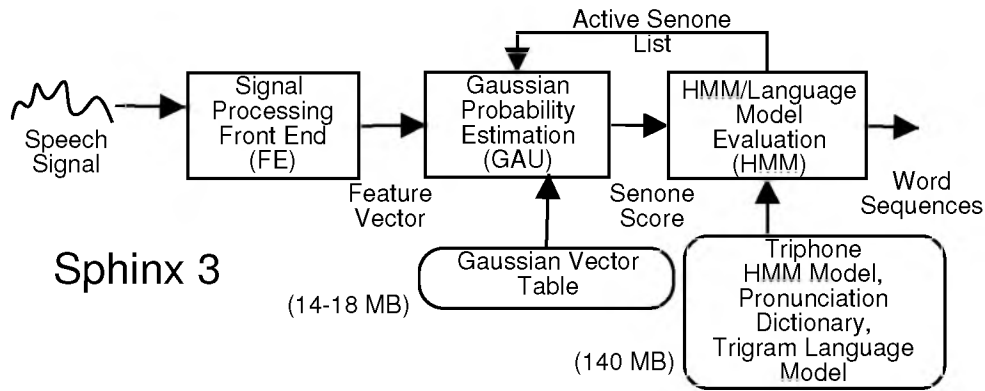 Active Senone
List
Speech
Signal
Signal
Processing
Front End
(FE)
Feature
Vector
Gaussian
Probability
Estimation
(GAU)
Senone
Score
HMM/Language
Model
Evaluation
(HMM)
Word
Sequences
Sphinx 3
Gaussian Vector
Table
(14-18 MB)
Triphone
HMM Model,
Pronunciation
Dictionary,
Trigram Language
Model
(140 MB)